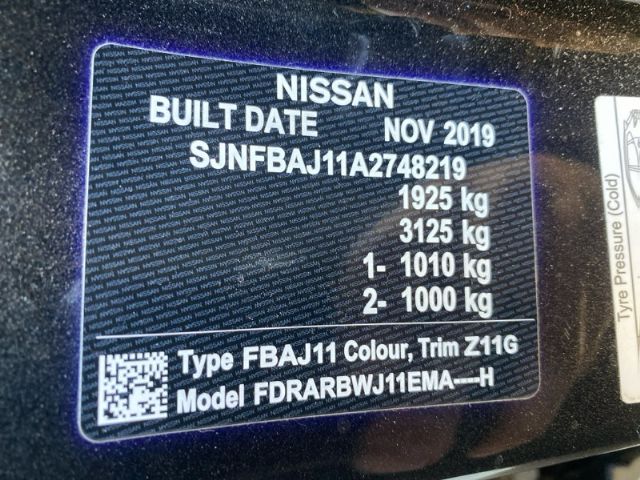 NISSAN
BUILT DATE NOV 2019
SJNFBAJ11A2748219
1925 kg
3125 kg
1- 1010 kg
2- 1000 kg
Type FBAJ11 Colour, Trim Z11G
Model FDRARBWJ11EMA----H
Tyre Pressure (Cold)